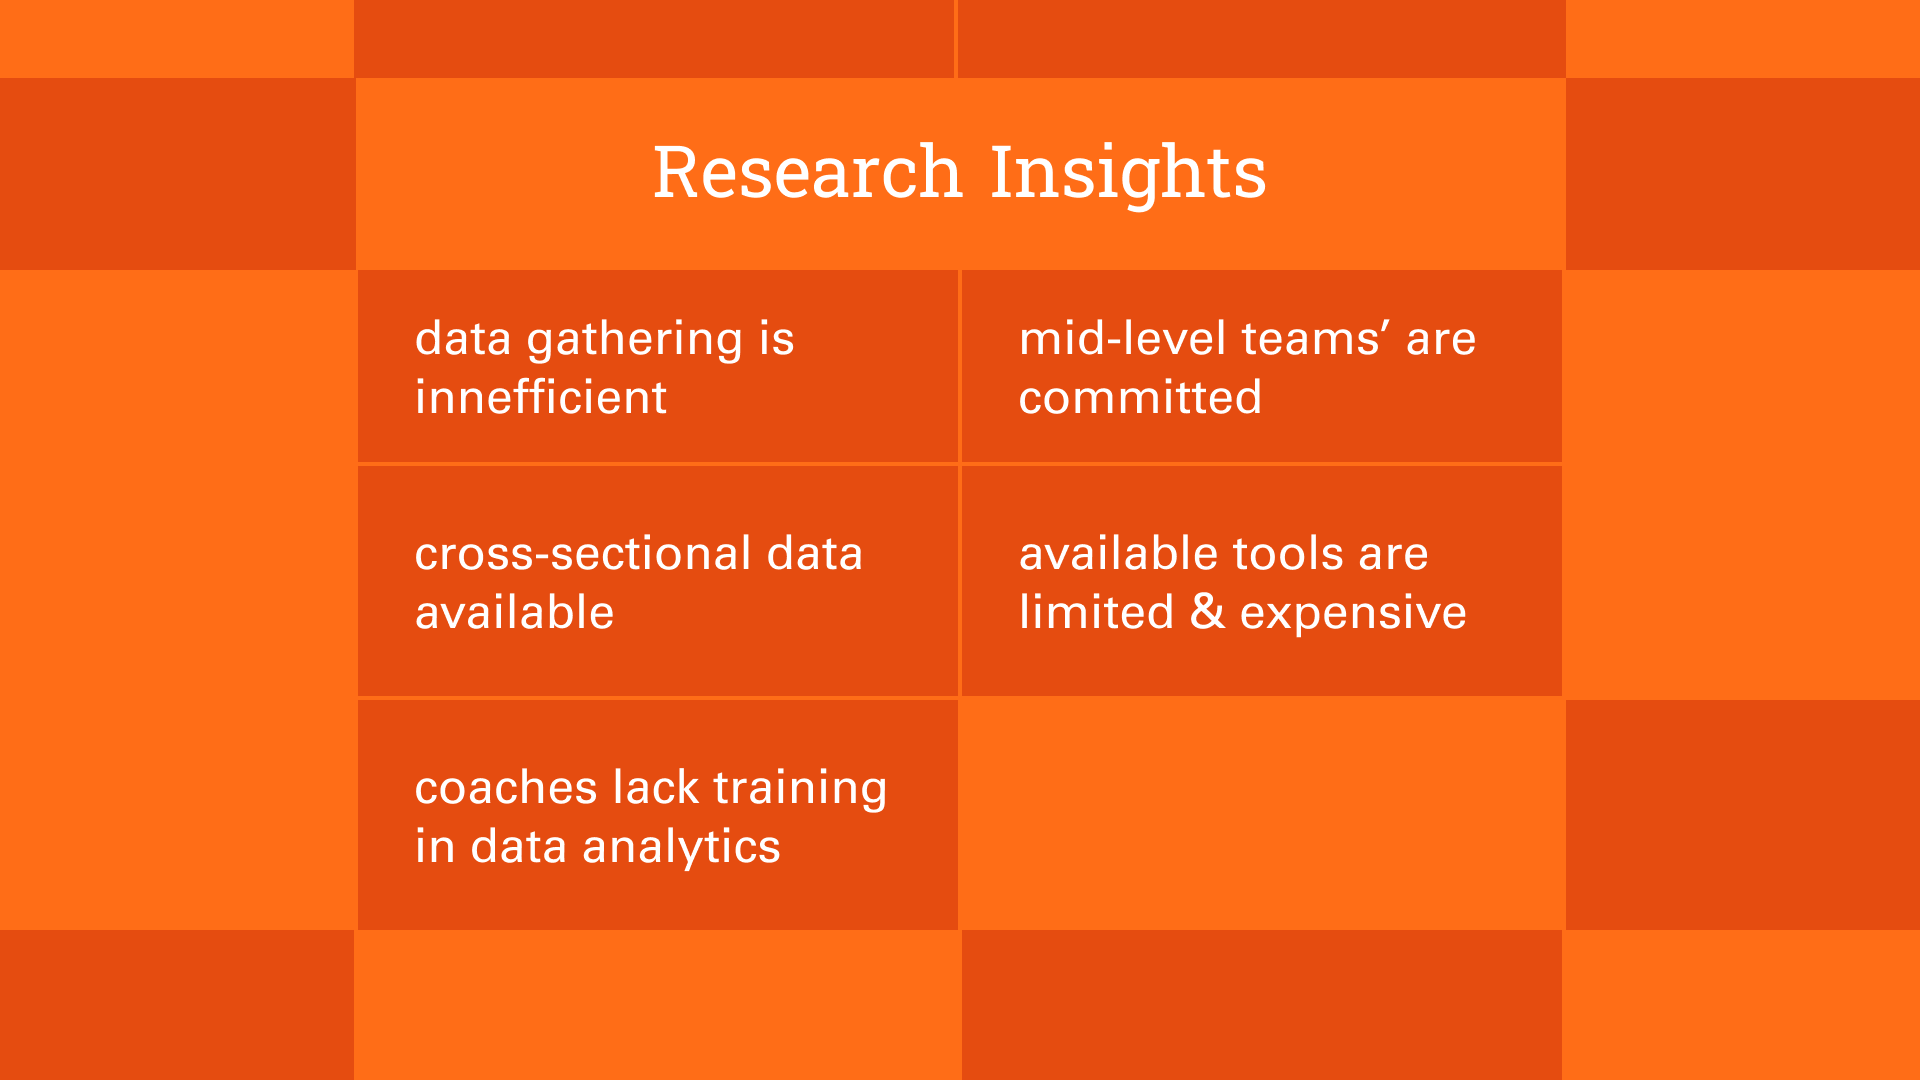 Research Insights
data gathering is
innefficient
mid-level teams’ are
committed
cross-sectional data
available
available tools are
limited & expensive
coaches lack training
in data analytics